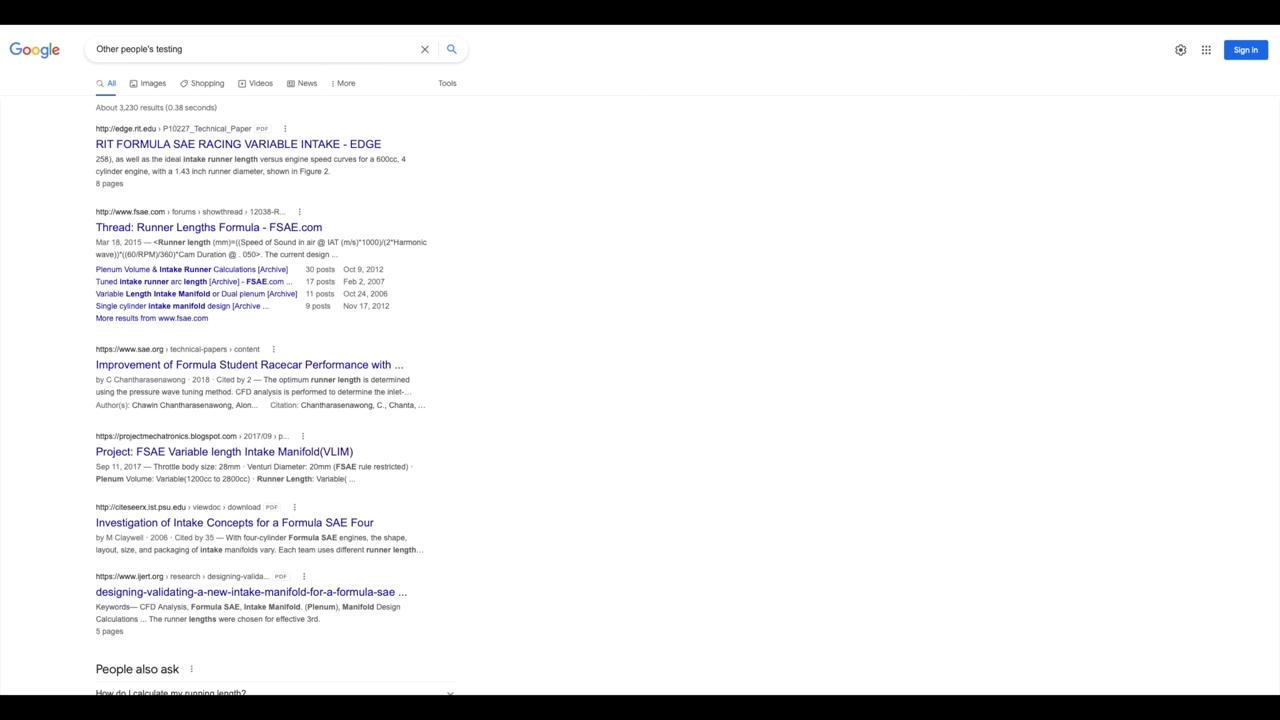 Google
Other people's testing
Sign in
All Images Shopping Videos News More Tools
About 3,230 results (0.38 seconds)
http://edge.rit.edu › P10227_Technical_Paper PDF
RIT FORMULA SAE RACING VARIABLE INTAKE - EDGE
258), as well as the ideal intake runner length versus engine speed curves for a 600cc, 4
cylinder engine, with a 1.43 inch runner diameter, shown in Figure 2.
8 pages
http://www.fsae.com › forums › showthread › 12038-R...
Thread: Runner Lengths Formula - FSAE.com
Mar 18, 2015 — <Runner length (mm)=((Speed of Sound in air @ IAT (m/s)*1000)/(2*Harmonic
wave))*((60/RPM)/360)*Cam Duration @ . 050>. The current design ...
Plenum Volume & Intake Runner Calculations [Archive] 30 posts Oct 9, 2012
Tuned intake runner arc length [Archive] - FSAE.com ... 17 posts Feb 2, 2007
Variable Length Intake Manifold or Dual plenum [Archive] 11 posts Oct 24, 2006
Single cylinder intake manifold design [Archive ... 9 posts Nov 17, 2012
More results from www.fsae.com
https://www.sae.org › technical-papers › content
Improvement of Formula Student Racecar Performance with ...
by C Chantharasenawong · 2018 · Cited by 2 — The optimum runner length is determined
using the pressure wave tuning method. CFD analysis is performed to determine the inlet-...
Author(s): Chawin Chantharasenawong, Alon... Citation: Chantharasenawong, C., Chanta, ...
https://projectmechatronics.blogspot.com › 2017/09 › p...
Project: FSAE Variable length Intake Manifold(VLIM)
Sep 11, 2017 — Throttle body size: 28mm · Venturi Diameter: 20mm (FSAE rule restricted) ·
Plenum Volume: Variable(1200cc to 2800cc) · Runner Length: Variable( ...
http://citeseerx.ist.psu.edu › viewdoc › download PDF
Investigation of Intake Concepts for a Formula SAE Four
by M Claywell · 2006 · Cited by 35 — With four-cylinder Formula SAE engines, the shape,
layout, size, and packaging of intake manifolds vary. Each team uses different runner length...
https://www.ijert.org › research › designing-valida... PDF
designing-validating-a-new-intake-manifold-for-a-formula-sae ...
Keywords— CFD Analysis, Formula SAE, Intake Manifold. (Plenum), Manifold Design
Calculations ... The runner lengths were chosen for effective 3rd.
5 pages
People also ask
How do I calculate my running length?